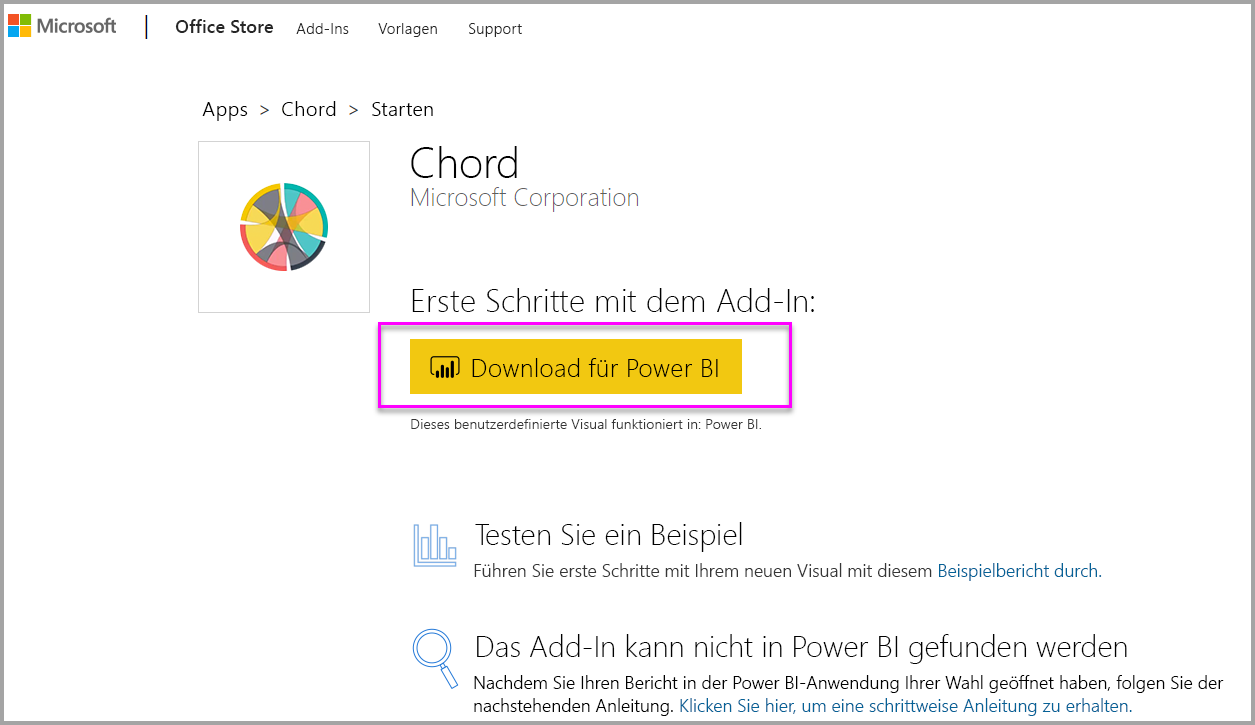 Microsoft | Office Store Add-Ins Vorlagen Support
Apps > Chord > Starten
Chord
Microsoft Corporation
Erste Schritte mit dem Add-In:
Download für Power BI
Dieses benutzerdefinierte Visual funktioniert in: Power BI.
Testen Sie ein Beispiel
Führen Sie erste Schritte mit Ihrem neuen Visual mit diesem Beispielbericht durch.
Das Add-In kann nicht in Power BI gefunden werden
Nachdem Sie Ihren Bericht in der Power BI-Anwendung Ihrer Wahl geöffnet haben, folgen Sie der
nachstehenden Anleitung. Klicken Sie hier, um eine schrittweise Anleitung zu erhalten.